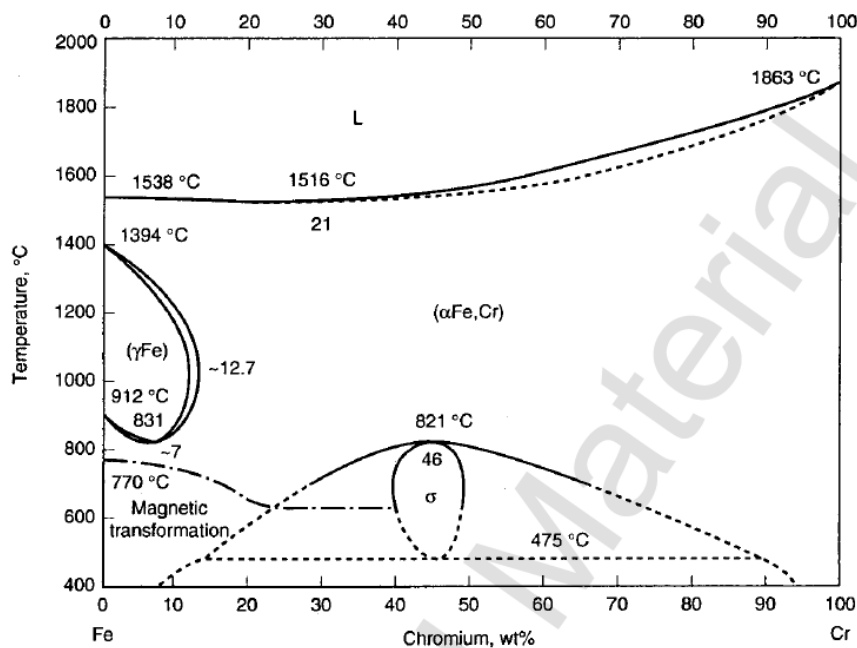 0 10 20 30 40 50 60 70 80 90 100
2000
1863 °C
1800
L
1600
1538 °C 1516 °C
21
1400
1394 °C
Temperature, °C
1200
(αFe,Cr)
(γFe)
~12.7
1000
912 °C
831
821 °C
800
~7
46
770 °C
σ
Magnetic
transformation
600
475 °C
400
0 10 20 30 40 50 60 70 80 90 100
Fe Chromium, wt% Cr
Material